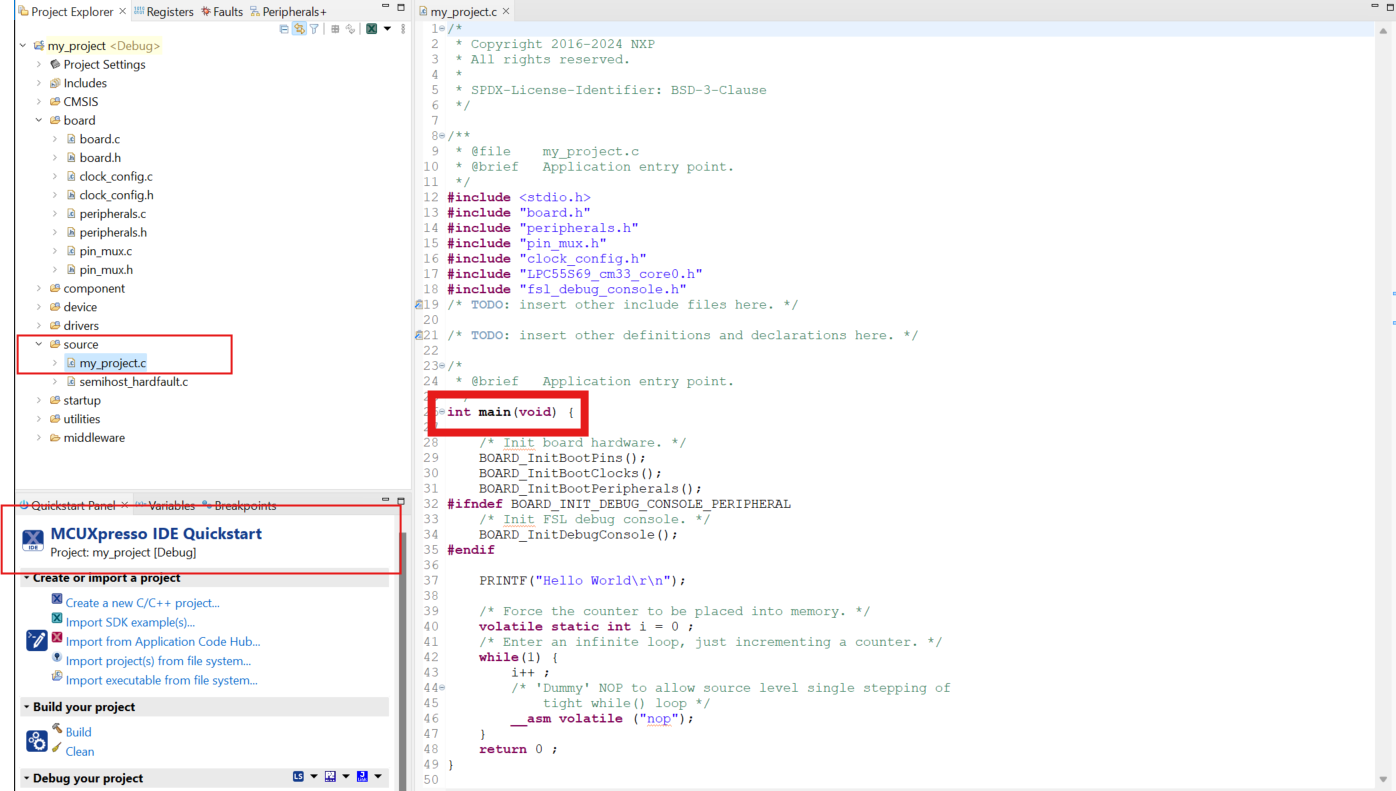 Project Explorer × Registers Faults Peripherals+
my_project <Debug>
Project Settings
Includes
CMSIS
board
board.c
board.h
clock_config.c
clock_config.h
peripherals.c
peripherals.h
pin_mux.c
pin_mux.h
component
device
drivers
source
my_project.c
semihost_hardfault.c
startup
utilities
middleware
Quickstart Panel × (x)= Variables Breakpoints
MCUXpresso IDE Quickstart
IDE
Project: my_project [Debug]
Create or import a project
Create a new C/C++ project...
Import SDK example(s)...
Import from Application Code Hub...
Import project(s) from file system...
Import executable from file system...
Build your project
Build
Clean
Debug your project
LS
my_project.c ×
1 /*
2 * Copyright 2016-2024 NXP
3 * All rights reserved.
4 *
5 * SPDX-License-Identifier: BSD-3-Clause
6 */
7
8 /**
9 * @file    my_project.c
10 * @brief   Application entry point.
11 */
12 #include <stdio.h>
13 #include "board.h"
14 #include "peripherals.h"
15 #include "pin_mux.h"
16 #include "clock_config.h"
17 #include "LPC55S69_cm33_core0.h"
18 #include "fsl_debug_console.h"
19 /* TODO: insert other include files here. */
20
21 /* TODO: insert other definitions and declarations here. */
22
23 /*
24 * @brief   Application entry point.
int main(void) {
28     /* Init board hardware. */
29     BOARD_InitBootPins();
30     BOARD_InitBootClocks();
31     BOARD_InitBootPeripherals();
32 #ifndef BOARD_INIT_DEBUG_CONSOLE_PERIPHERAL
33     /* Init FSL debug console. */
34     BOARD_InitDebugConsole();
35 #endif
36
37     PRINTF("Hello World\r\n");
38
39     /* Force the counter to be placed into memory. */
40     volatile static int i = 0 ;
41     /* Enter an infinite loop, just incrementing a counter. */
42     while(1) {
43         i++ ;
44         /* 'Dummy' NOP to allow source level single stepping of
45             tight while() loop */
46         __asm volatile ("nop");
47     }
48     return 0 ;
49 }
50